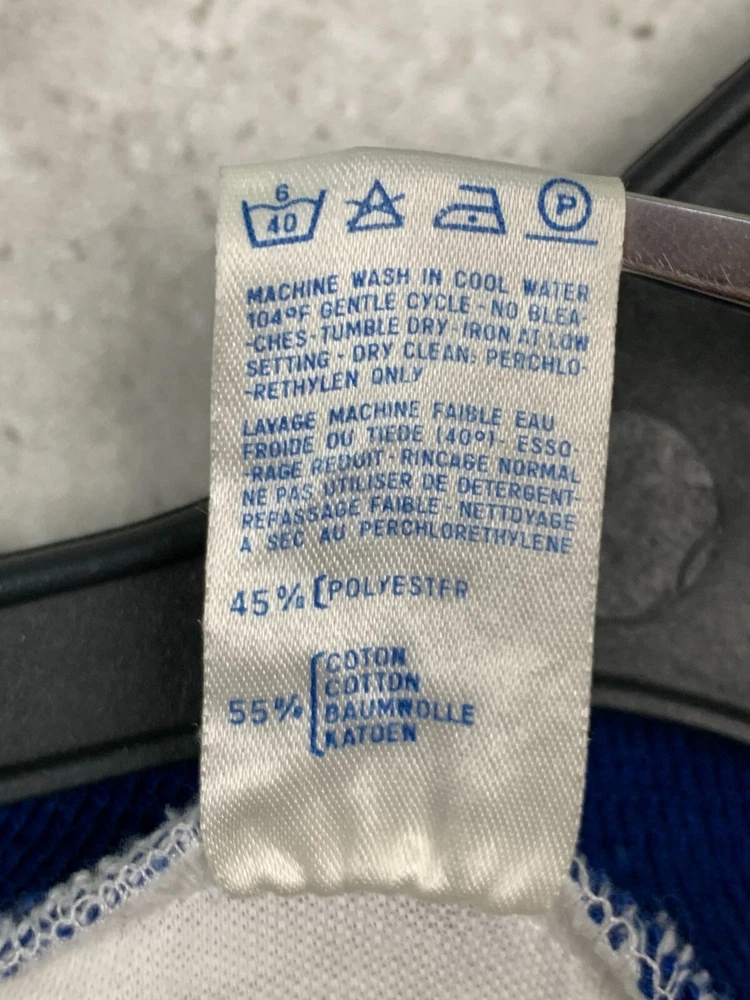 6
40
P
MACHINE WASH IN COOL WATER
104°F GENTLE CYCLE - NO BLEA-
-CHES-TUMBLE DRY-IRON AT LOW
SETTING - DRY CLEAN: PERCHLO-
-RETHYLEN ONLY
LAVAGE MACHINE FAIBLE EAU
FROIDE OU TIEDE (40°)- ESSO-
-RAGE REDUIT - RINCAGE NORMAL
NE PAS UTILISER DE DETERGENT-
REPASSAGE FAIBLE - NETTOYAGE
A SEC AU PERCHLORETHYLENE
45% [POLYESTER
55% [COTON
COTTON
BAUMWOLLE
KATOEN